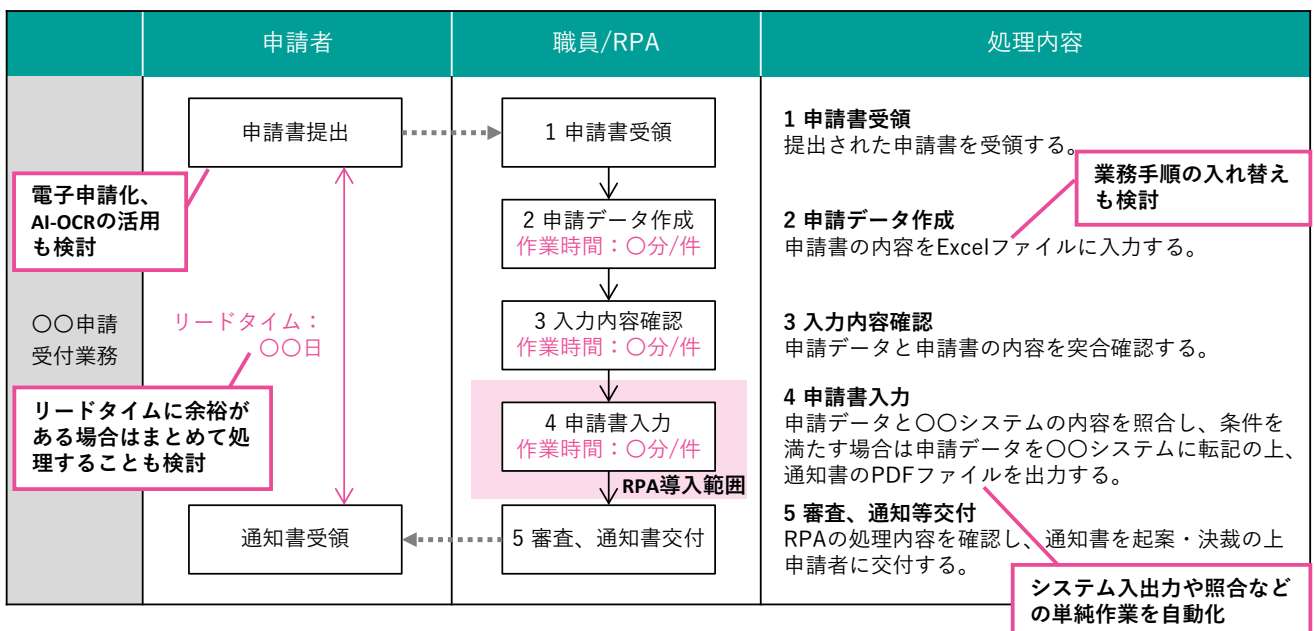 申請者
職員/RPA
処理内容
〇〇申請
受付業務
申請書提出
電子申請化、
AI-OCRの活用
も検討
リードタイム：
〇〇日
リードタイムに余裕が
ある場合はまとめて処
理することも検討
通知書受領
1 申請書受領
2 申請データ作成
作業時間：〇分/件
3 入力内容確認
作業時間：〇分/件
4 申請書入力
作業時間：〇分/件
RPA導入範囲
5 審査、通知書交付
1 申請書受領
提出された申請書を受領する。
業務手順の入れ替え
も検討
2 申請データ作成
申請書の内容をExcelファイルに入力する。
3 入力内容確認
申請データと申請書の内容を突合確認する。
4 申請書入力
申請データと〇〇システムの内容を照合し、条件を
満たす場合は申請データを〇〇システムに転記の上、
通知書のPDFファイルを出力する。
5 審査、通知等交付
RPAの処理内容を確認し、通知書を起案・決裁の上
申請者に交付する。
システム入出力や照合など
の単純作業を自動化